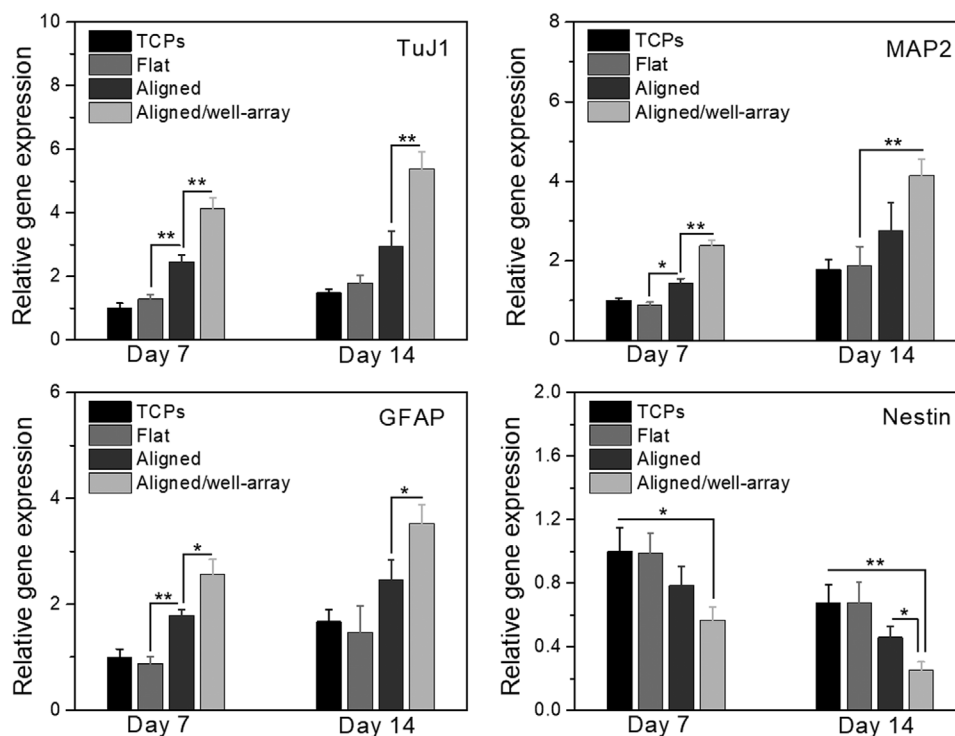 Relative gene expression
10
8
6
4
2
0
TCPs
Flat
Aligned
Aligned/well-array
TuJ1
**
**
**
Day 7
Day 14
Relative gene expression
8
6
4
2
0
TCPs
Flat
Aligned
Aligned/well-array
MAP2
*
**
**
Day 7
Day 14
Relative gene expression
6
4
2
0
TCPs
Flat
Aligned
Aligned/well-array
GFAP
**
*
*
Day 7
Day 14
Relative gene expression
2.0
1.6
1.2
0.8
0.4
0.0
TCPs
Flat
Aligned
Aligned/well-array
Nestin
*
**
*
Day 7
Day 14